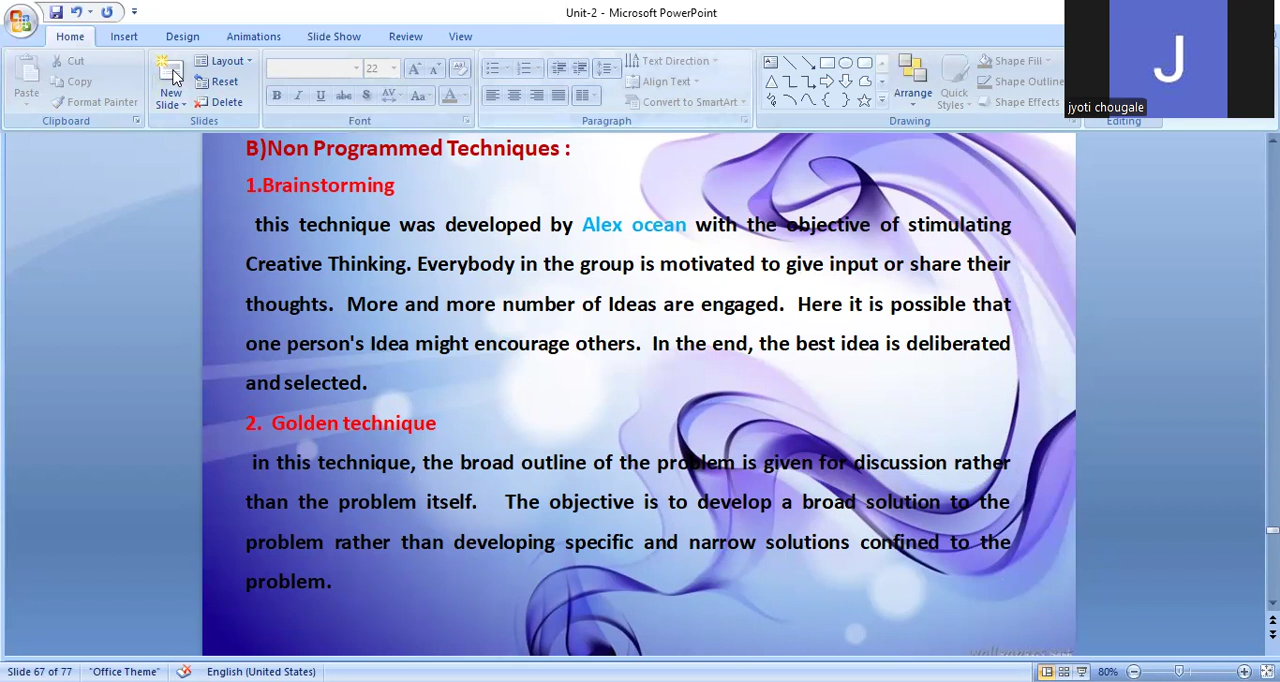 Unit-2 - Microsoft PowerPoint
Home Insert Design Animations Slide Show Review View
Paste Cut Copy Format Painter Clipboard
New Slide Layout Reset Delete Slides
22 B I U abc S AV Aa A Font
Text Direction Align Text Convert to SmartArt Paragraph
Arrange Quick Styles Shape Fill Shape Outline Shape Effects Drawing
Editing
J
jyoti chougale
B)Non Programmed Techniques :
1.Brainstorming
this technique was developed by Alex ocean with the objective of stimulating
Creative Thinking. Everybody in the group is motivated to give input or share their
thoughts. More and more number of Ideas are engaged. Here it is possible that
one person's Idea might encourage others. In the end, the best idea is deliberated
and selected.
2. Golden technique
in this technique, the broad outline of the problem is given for discussion rather
than the problem itself. The objective is to develop a broad solution to the
problem rather than developing specific and narrow solutions confined to the
problem.
Slide 67 of 77 "Office Theme" English (United States) 80%